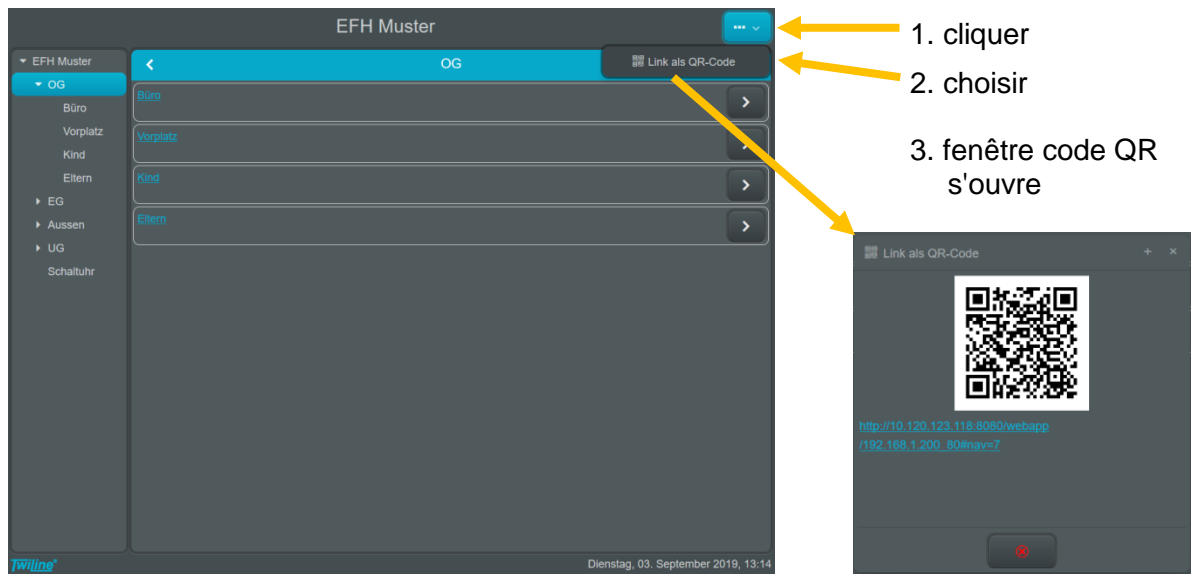 EFH Muster
EFH Muster
OG
Büro
Vorplatz
Kind
Eltern
EG
Aussen
UG
Schaltuhr
OG
Link als QR-Code
Büro
Vorplatz
Kind
Eltern
Twiline®
Dienstag, 03. September 2019, 13:14
1. cliquer
2. choisir
3. fenêtre code QR
s'ouvre
Link als QR-Code
http://10.120.123.118:8080/webapp
/192.168.1.200_80#nav=7